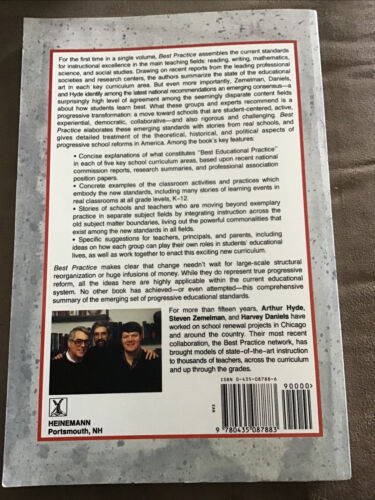 For the first time in a single volume, Best Practice assembles the current standards
for instructional excellence in the main teaching fields: reading, writing, mathematics,
science, and social studies. Drawing on recent reports from the leading professional
societies and research centers, the authors summarize the state of the educational
art in each key curriculum area. But even more importantly, Zemelman, Daniels,
and Hyde identify among the latest national recommendations an emerging consensus—a
surprisingly high level of agreement among the seemingly disparate content fields
about how students learn best. What these groups and experts recommend is a
progressive transformation: a move toward schools that are student-centered, active,
experiential, democratic, collaborative—and also rigorous and challenging. Best
Practice elaborates these emerging standards with stories from real schools, and
gives detailed treatment of the theoretical, historical, and political aspects of
progressive school reforms in America. Among the book's key features:
• Concise explanations of what constitutes "Best Educational Practice"
in each of five key school curriculum areas, based upon recent national
commission reports, research summaries, and professional association
position papers.
• Concrete examples of the classroom activities and practices which
embody the new standards, including many stories of learning events in
real classrooms at all grade levels, K–12.
• Stories of schools and teachers who are moving beyond exemplary
practice in separate subject fields by integrating instruction across the
old subject matter boundaries, living out the powerful commonalities that
exist among the new standards in all fields.
• Specific suggestions for teachers, principals, and parents, including
ideas on how each group can play their own roles in students' educational
lives, as well as work together to enact this exciting new curriculum.
Best Practice makes clear that change needn't wait for large-scale structural
reorganization or huge infusions of money. While they do represent true progressive
reform, all the ideas here are highly applicable within the current educational
system. No other book has achieved—or even attempted—this comprehensive
summary of the emerging set of progressive educational standards.
For more than fifteen years, Arthur Hyde,
Steven Zemelman, and Harvey Daniels have
worked on school renewal projects in Chicago
and around the country. Their most recent
collaboration, the Best Practice network, has
brought models of state-of-the-art instruction
to thousands of teachers, across the curriculum
and up through the grades.
ISBN 0-435-08788-6
90000>
EAN
9 780435 087883
HEINEMANN
Portsmouth, NH